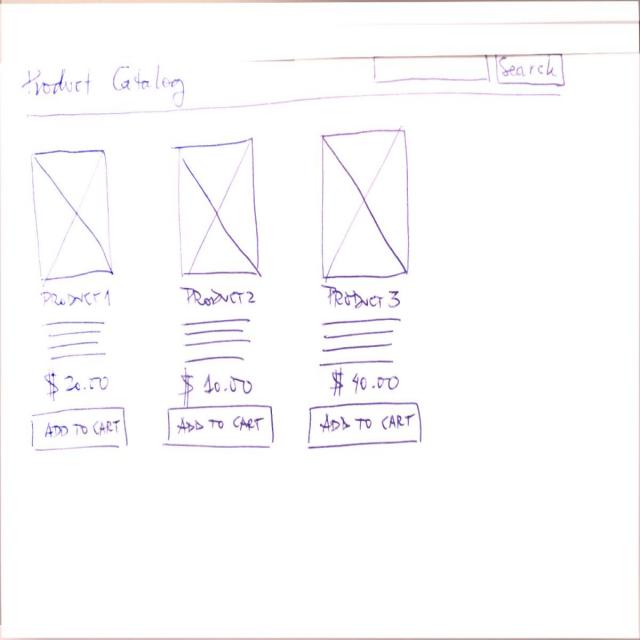 Product Catalog
Search
PRODUCT 1
PRODUCT 2
PRODUCT 3
$ 20.00
$ 10.00
$ 40.00
ADD TO CART
ADD TO CART
ADD TO CART